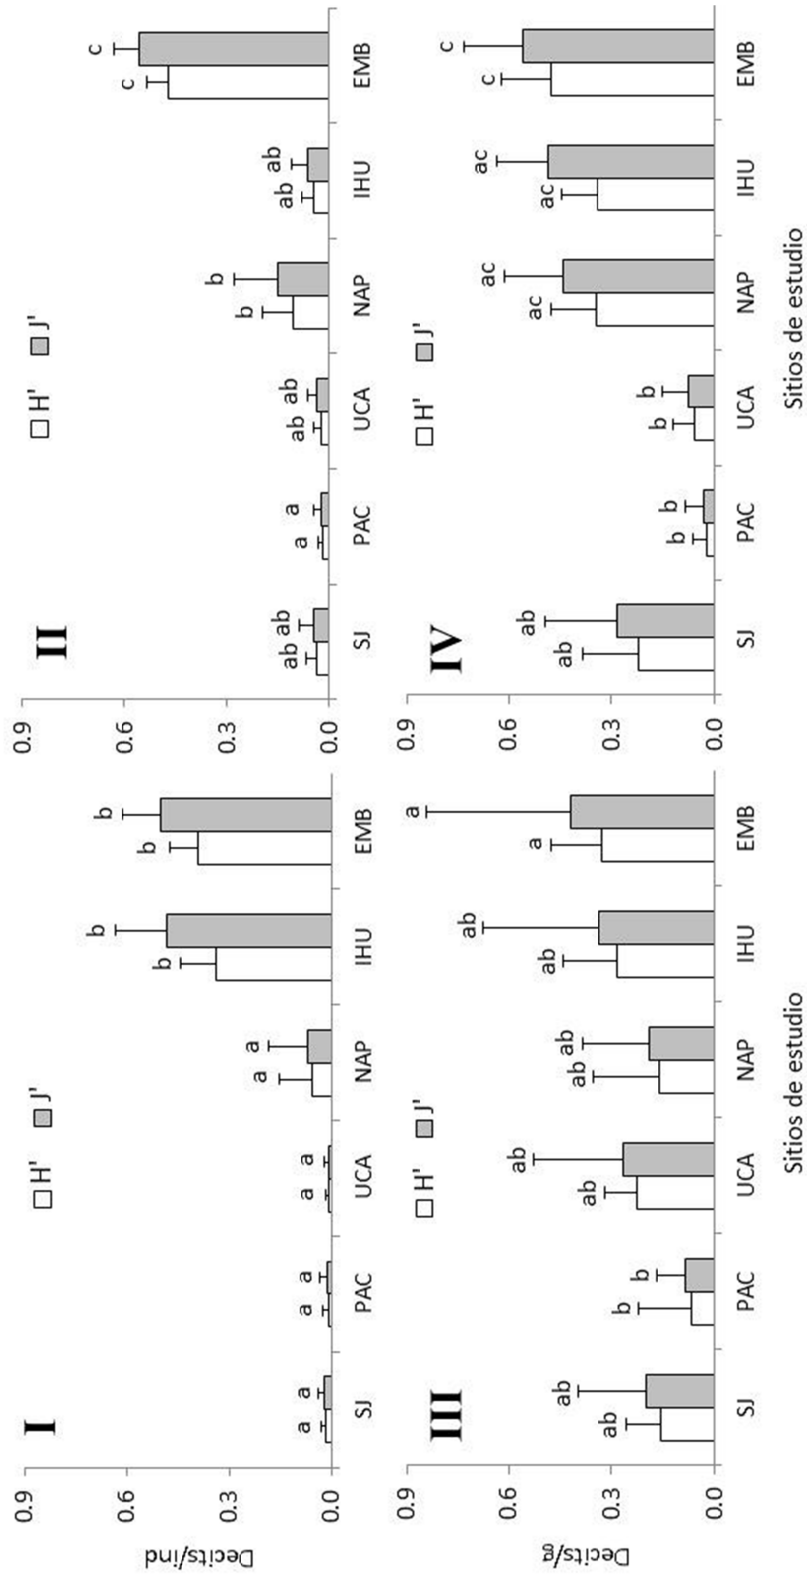 I
H' J'
0.9
0.6
0.3
0.0
Decits/ind
a a a a a a a a b b b b
SJ PAC UCA NAP IHU EMB
II
H' J'
0.9
0.6
0.3
0.0
ab ab a a ab ab b b ab ab c c
SJ PAC UCA NAP IHU EMB
III
H' J'
0.9
0.6
0.3
0.0
Decits/g
ab ab b b ab ab ab ab ab ab a a
SJ PAC UCA NAP IHU EMB
Sitios de estudio
IV
H' J'
0.9
0.6
0.3
0.0
ab ab b b b b ac ac ac ac c c
SJ PAC UCA NAP IHU EMB
Sitios de estudio